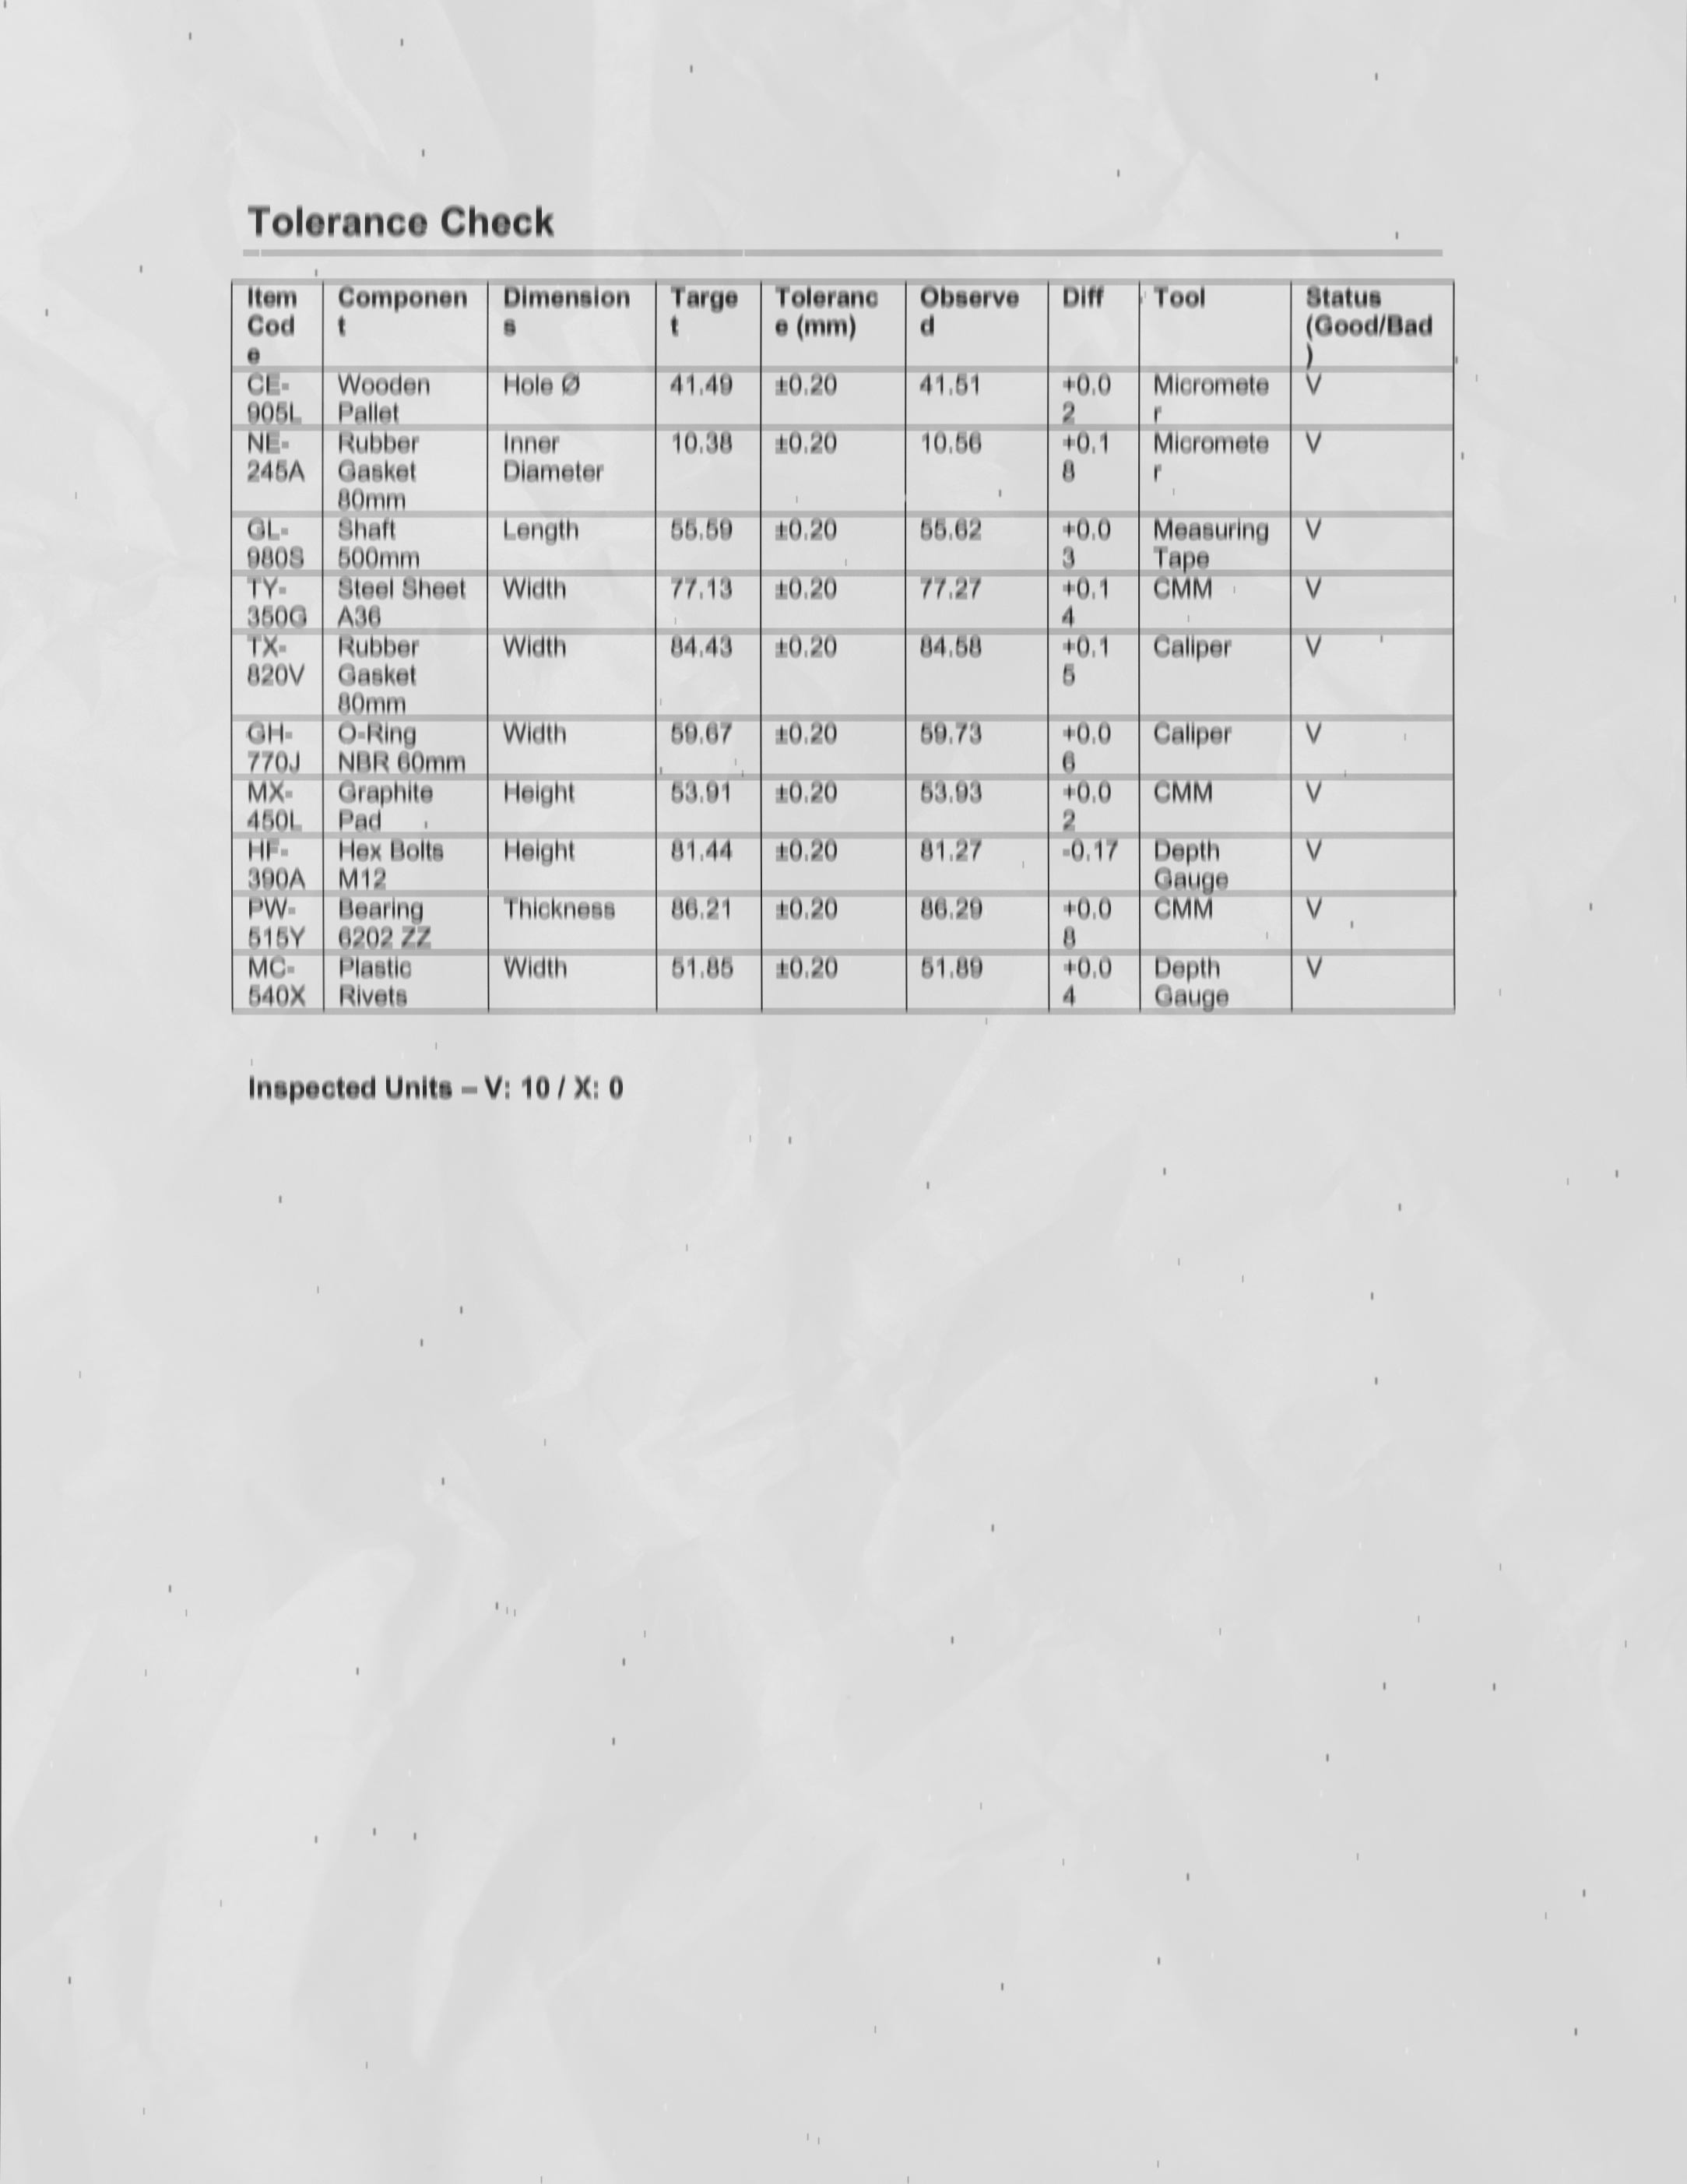 Tolerance Check
Item Code Component Dimensions Target Tolerance (mm) Observed Diff Tool Status (Good/Bad)
CE-905L Wooden Pallet Hole Ø 41.49 ±0.20 41.51 +0.02 Micrometer V
NE-245A Rubber Gasket 80mm Inner Diameter 10.38 ±0.20 10.56 +0.18 Micrometer V
GL-980S Shaft 500mm Length 55.59 ±0.20 55.62 +0.03 Measuring Tape V
TY-350G Steel Sheet A36 Width 77.13 ±0.20 77.27 +0.14 CMM V
TX-820V Rubber Gasket 80mm Width 84.43 ±0.20 84.58 +0.15 Caliper V
GH-770J O-Ring NBR 60mm Width 59.67 ±0.20 59.73 +0.06 Caliper V
MX-450L Graphite Pad Height 53.91 ±0.20 53.93 +0.02 CMM V
HF-390A Hex Bolts M12 Height 81.44 ±0.20 81.27 -0.17 Depth Gauge V
PW-515Y Bearing 6202 ZZ Thickness 86.21 ±0.20 86.29 +0.08 CMM V
MC-540X Plastic Rivets Width 51.85 ±0.20 51.89 +0.04 Depth Gauge V
Inspected Units – V: 10 / X: 0